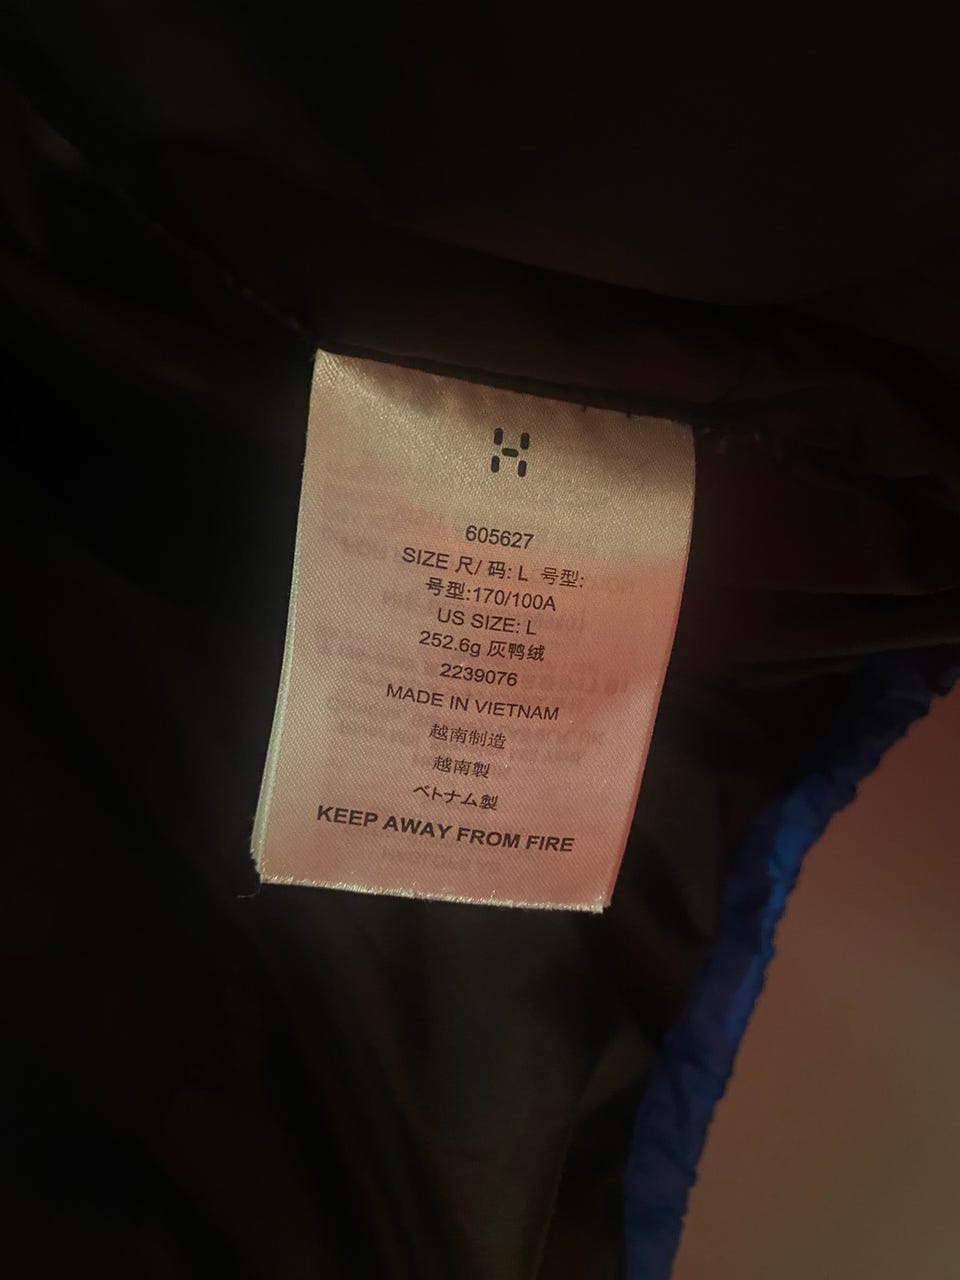 605627
SIZE 尺/ 码: L 号型:
号型:170/100A
US SIZE: L
252.6g 灰鸭绒
2239076
MADE IN VIETNAM
越南制造
越南製
ベトナム製
KEEP AWAY FROM FIRE